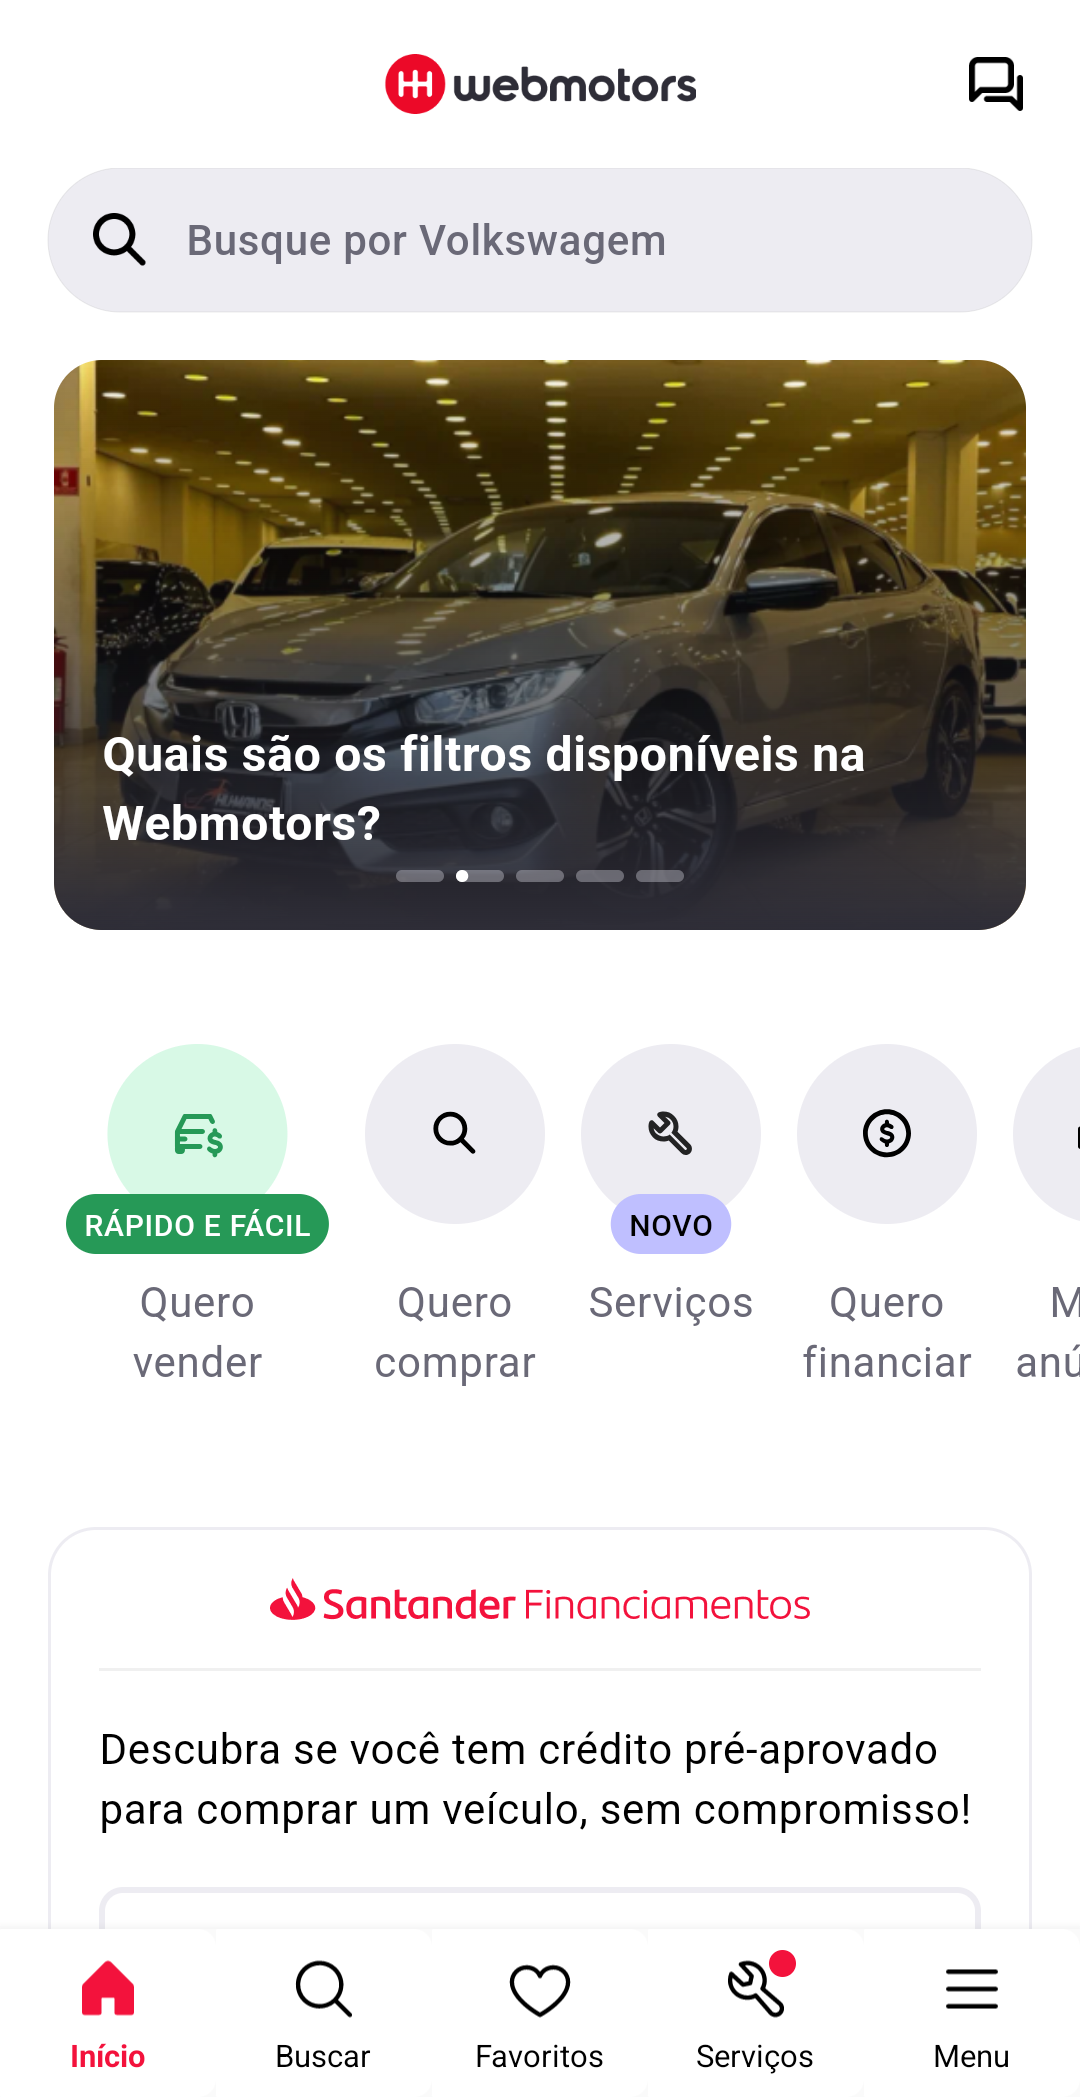 webmotors
Busque por Volkswagem
Quais são os filtros disponíveis na
Webmotors?
RÁPIDO E FÁCIL
NOVO
Quero
vender
Quero
comprar
Serviços
Quero
financiar
Santander Financiamentos
Descubra se você tem crédito pré-aprovado
para comprar um veículo, sem compromisso!
Início
Buscar
Favoritos
Serviços
Menu